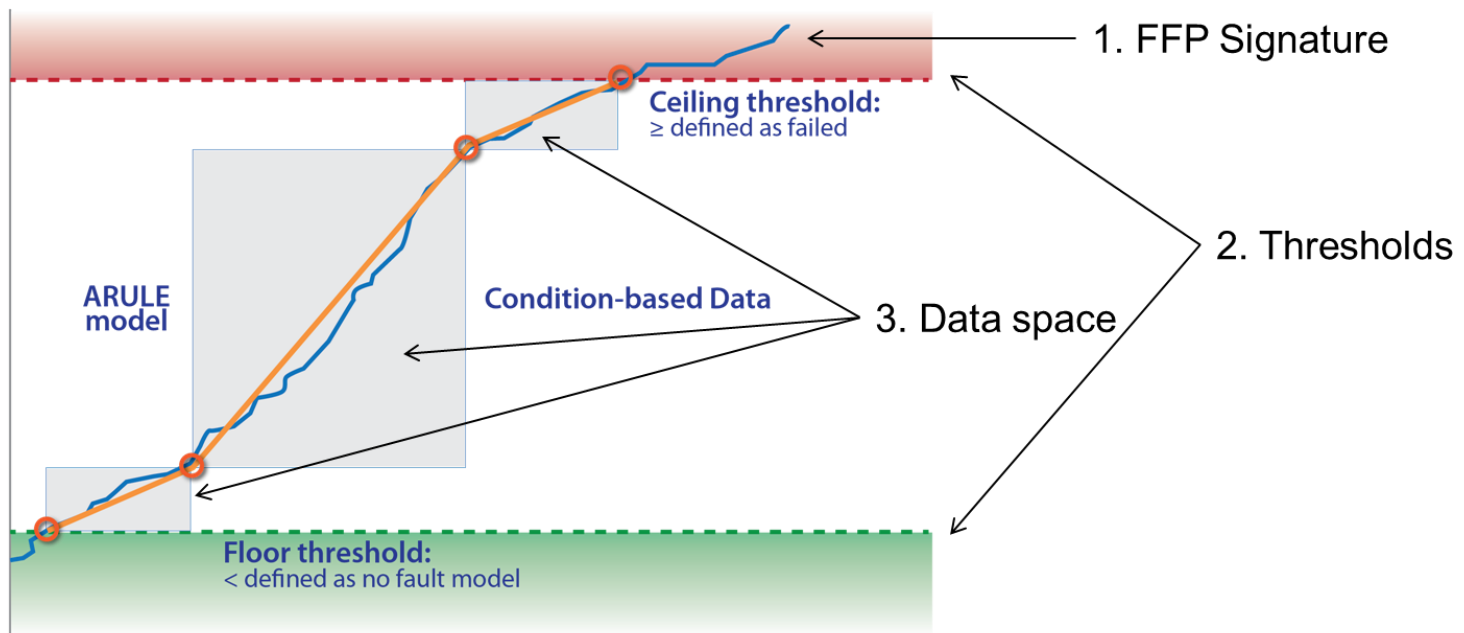 1. FFP Signature
Ceiling threshold:
≥ defined as failed
2. Thresholds
ARULE
model
Condition-based Data
3. Data space
Floor threshold:
< defined as no fault model